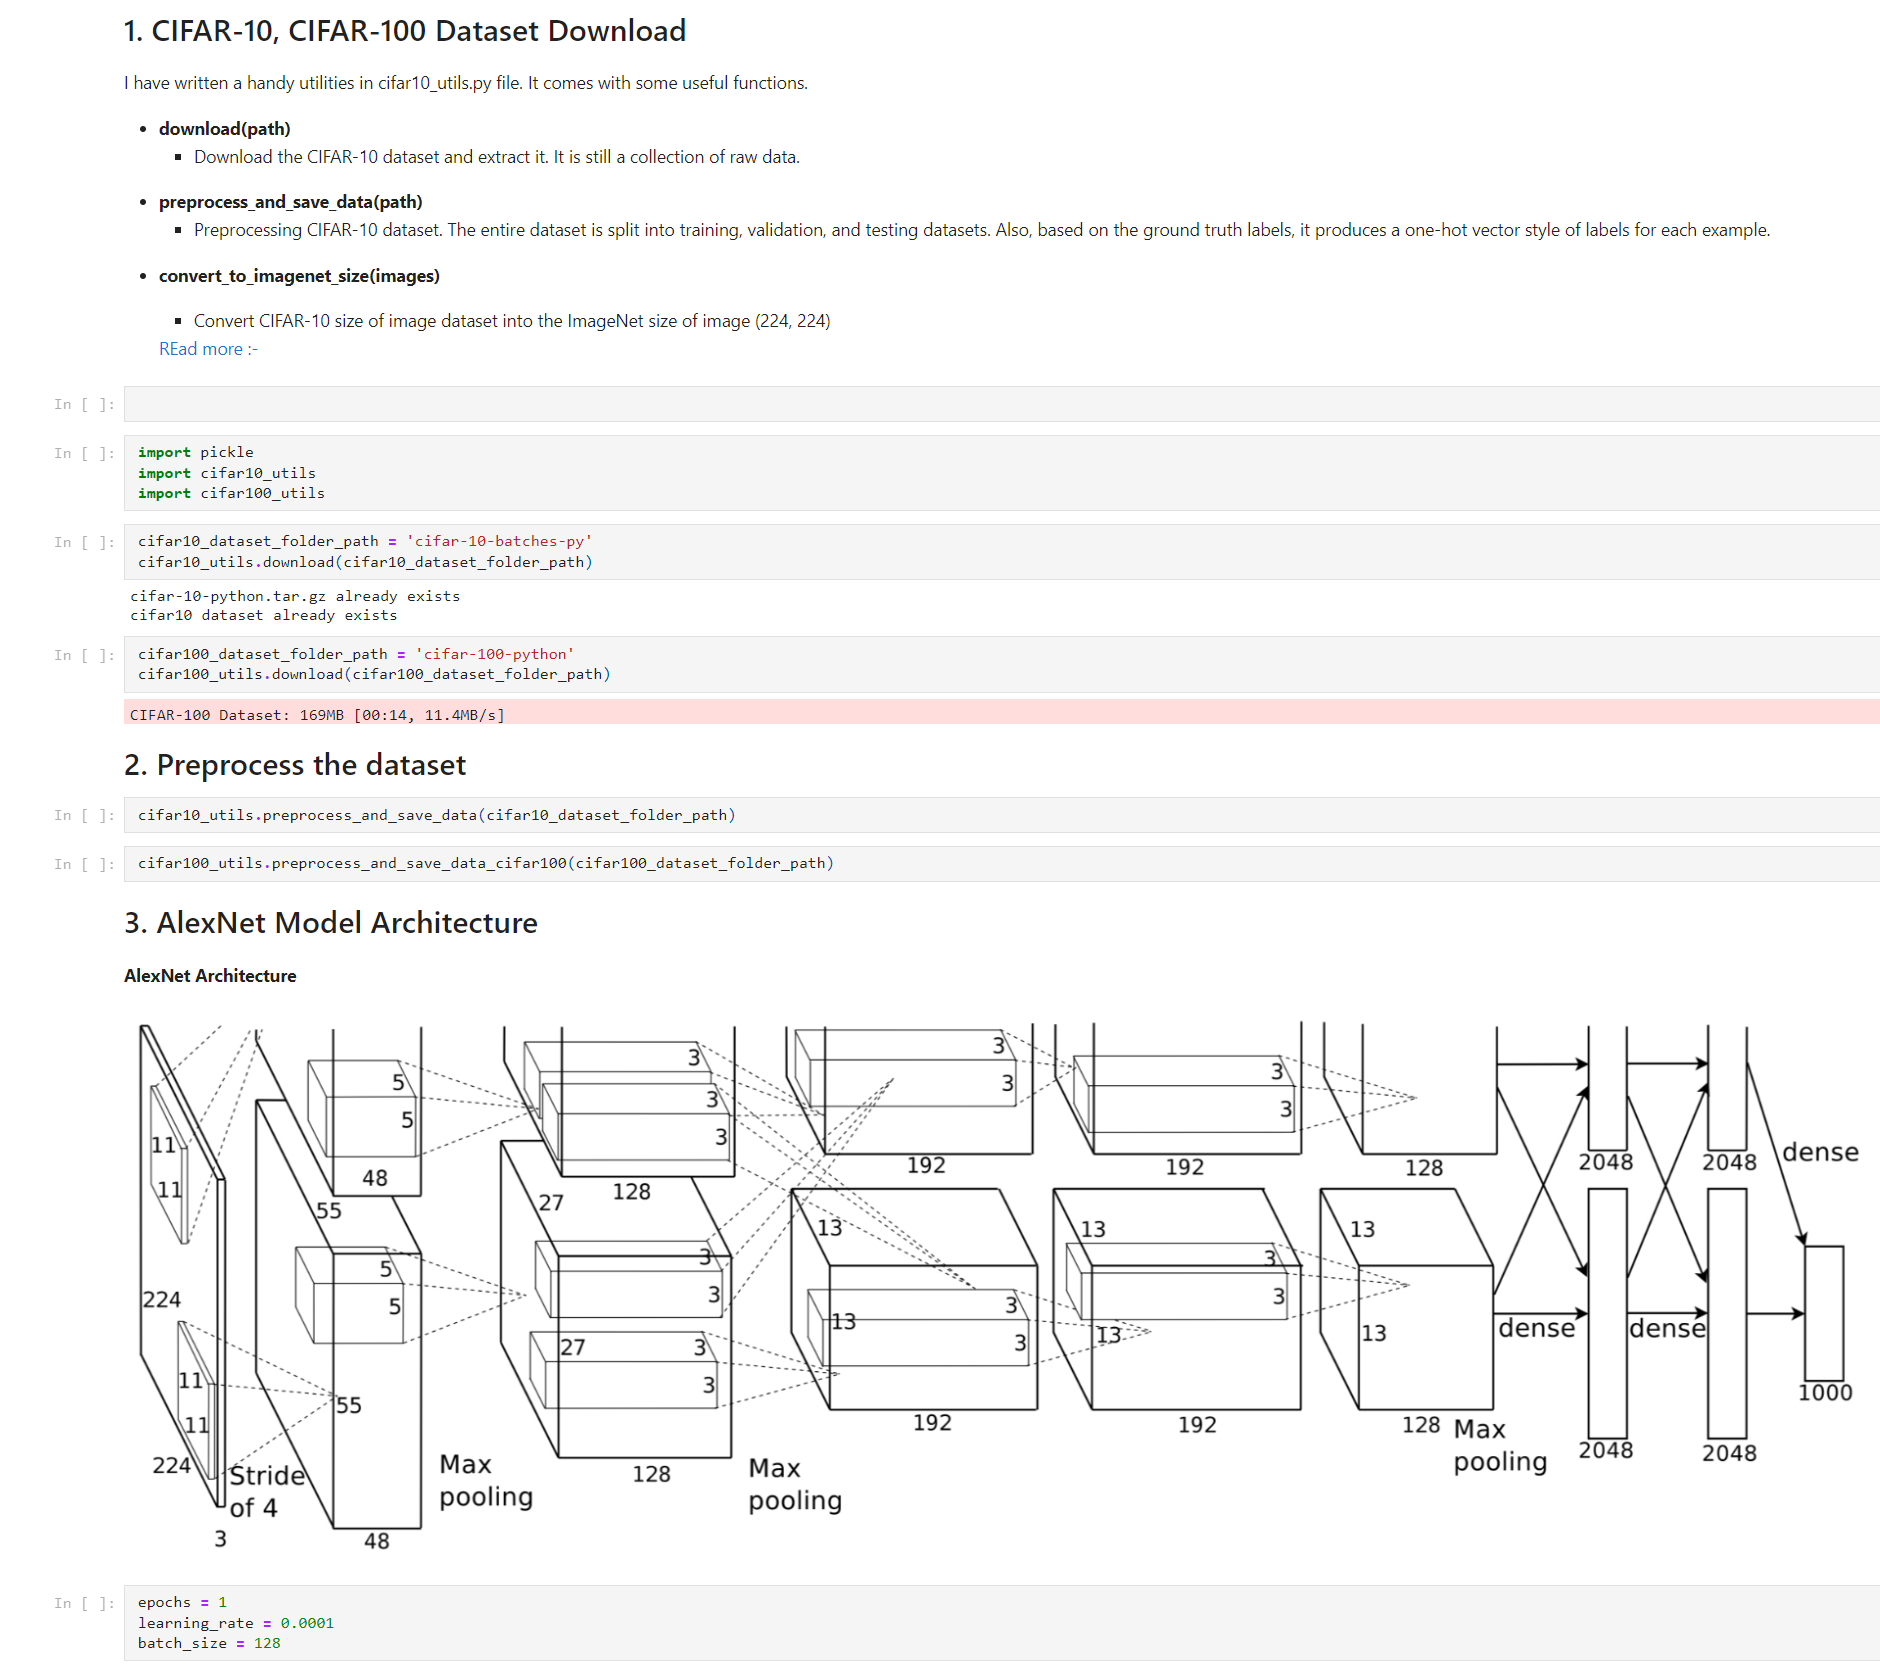 1. CIFAR-10, CIFAR-100 Dataset Download
I have written a handy utilities in cifar10_utils.py file. It comes with some useful functions.
• download(path)
▪ Download the CIFAR-10 dataset and extract it. It is still a collection of raw data.
• preprocess_and_save_data(path)
▪ Preprocessing CIFAR-10 dataset. The entire dataset is split into training, validation, and testing datasets. Also, based on the ground truth labels, it produces a one-hot vector style of labels for each example.
• convert_to_imagenet_size(images)
▪ Convert CIFAR-10 size of image dataset into the ImageNet size of image (224, 224)
REad more :-
In [ ]:
In [ ]: import pickle
import cifar10_utils
import cifar100_utils
In [ ]: cifar10_dataset_folder_path = 'cifar-10-batches-py'
cifar10_utils.download(cifar10_dataset_folder_path)
cifar-10-python.tar.gz already exists
cifar10 dataset already exists
In [ ]: cifar100_dataset_folder_path = 'cifar-100-python'
cifar100_utils.download(cifar100_dataset_folder_path)
CIFAR-100 Dataset: 169MB [00:14, 11.4MB/s]
2. Preprocess the dataset
In [ ]: cifar10_utils.preprocess_and_save_data(cifar10_dataset_folder_path)
In [ ]: cifar100_utils.preprocess_and_save_data_cifar100(cifar100_dataset_folder_path)
3. AlexNet Model Architecture
AlexNet Architecture
11
11
224
11
11
224
3
Stride
of 4
5
5
48
55
5
5
55
48
Max
pooling
3
3
3
128
27
3
3
27
3
3
128
Max
pooling
3
3
192
13
3
13
3
192
3
3
192
13
3
3
13
192
128
13
13
128
Max
pooling
2048
2048
dense
dense
dense
2048
2048
1000
In [ ]: epochs = 1
learning_rate = 0.0001
batch_size = 128